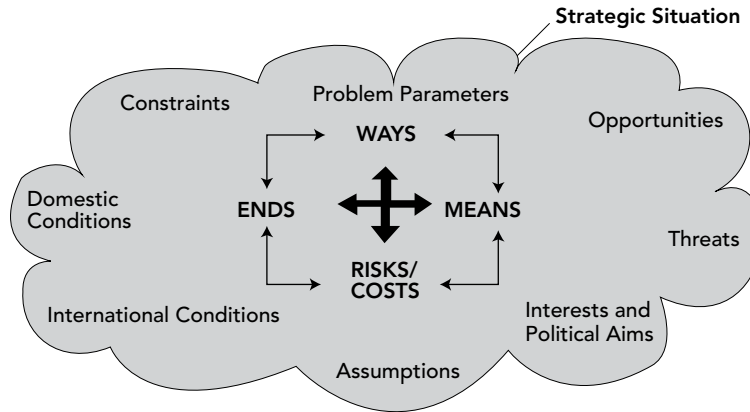 Strategic Situation
Problem Parameters
Constraints
Opportunities
WAYS
Domestic
Conditions
ENDS
MEANS
Threats
RISKS/
COSTS
International Conditions
Interests and
Political Aims
Assumptions